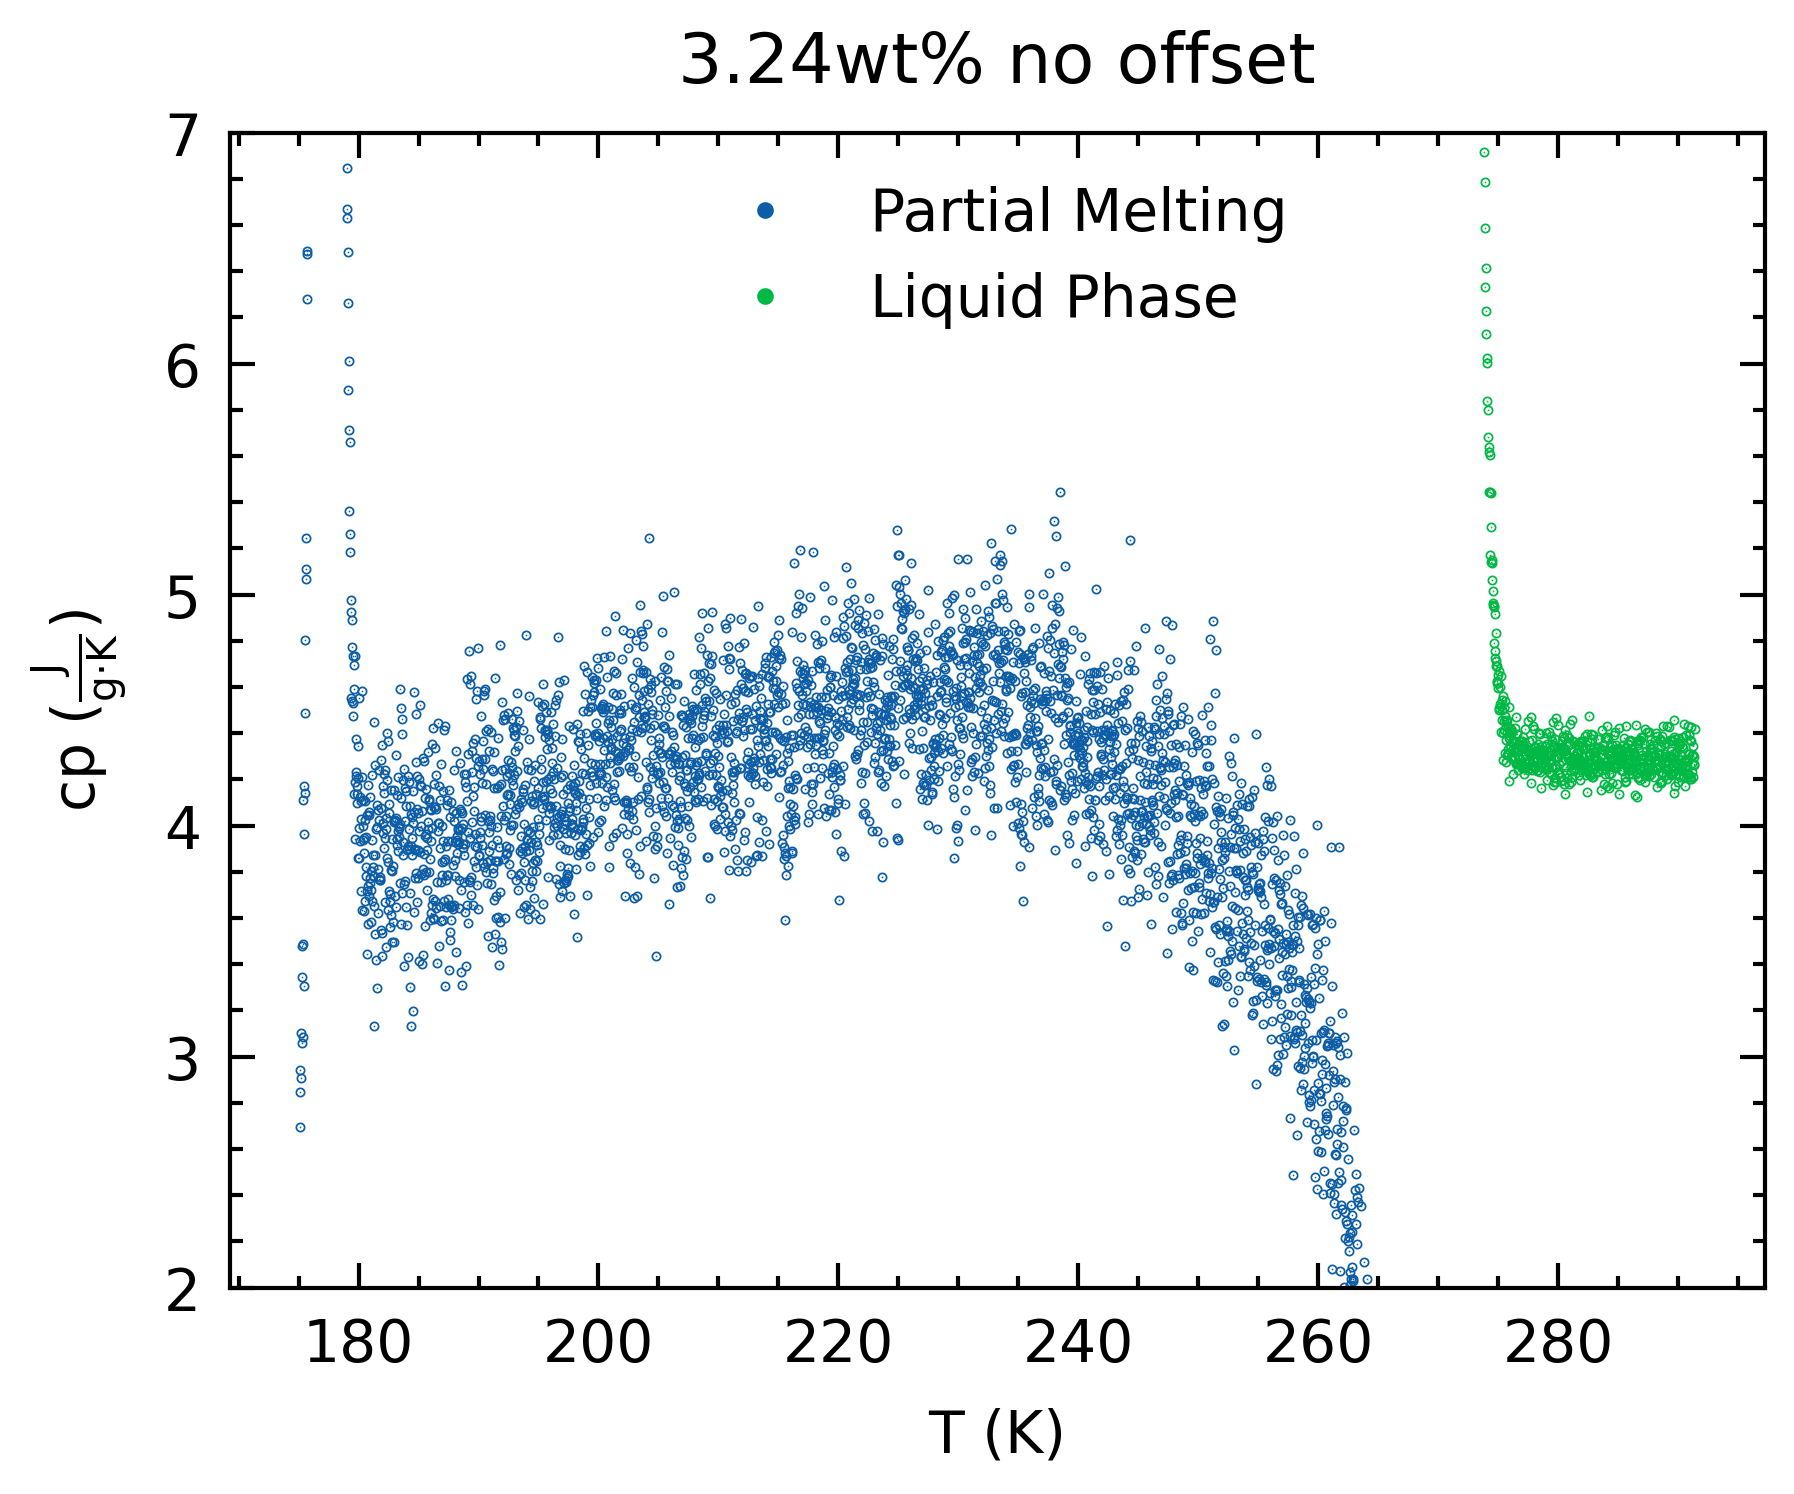 3.24wt% no offset
7
6
5
4
3
2
cp (J/g·K)
Partial Melting
Liquid Phase
180 200 220 240 260 280
T (K)